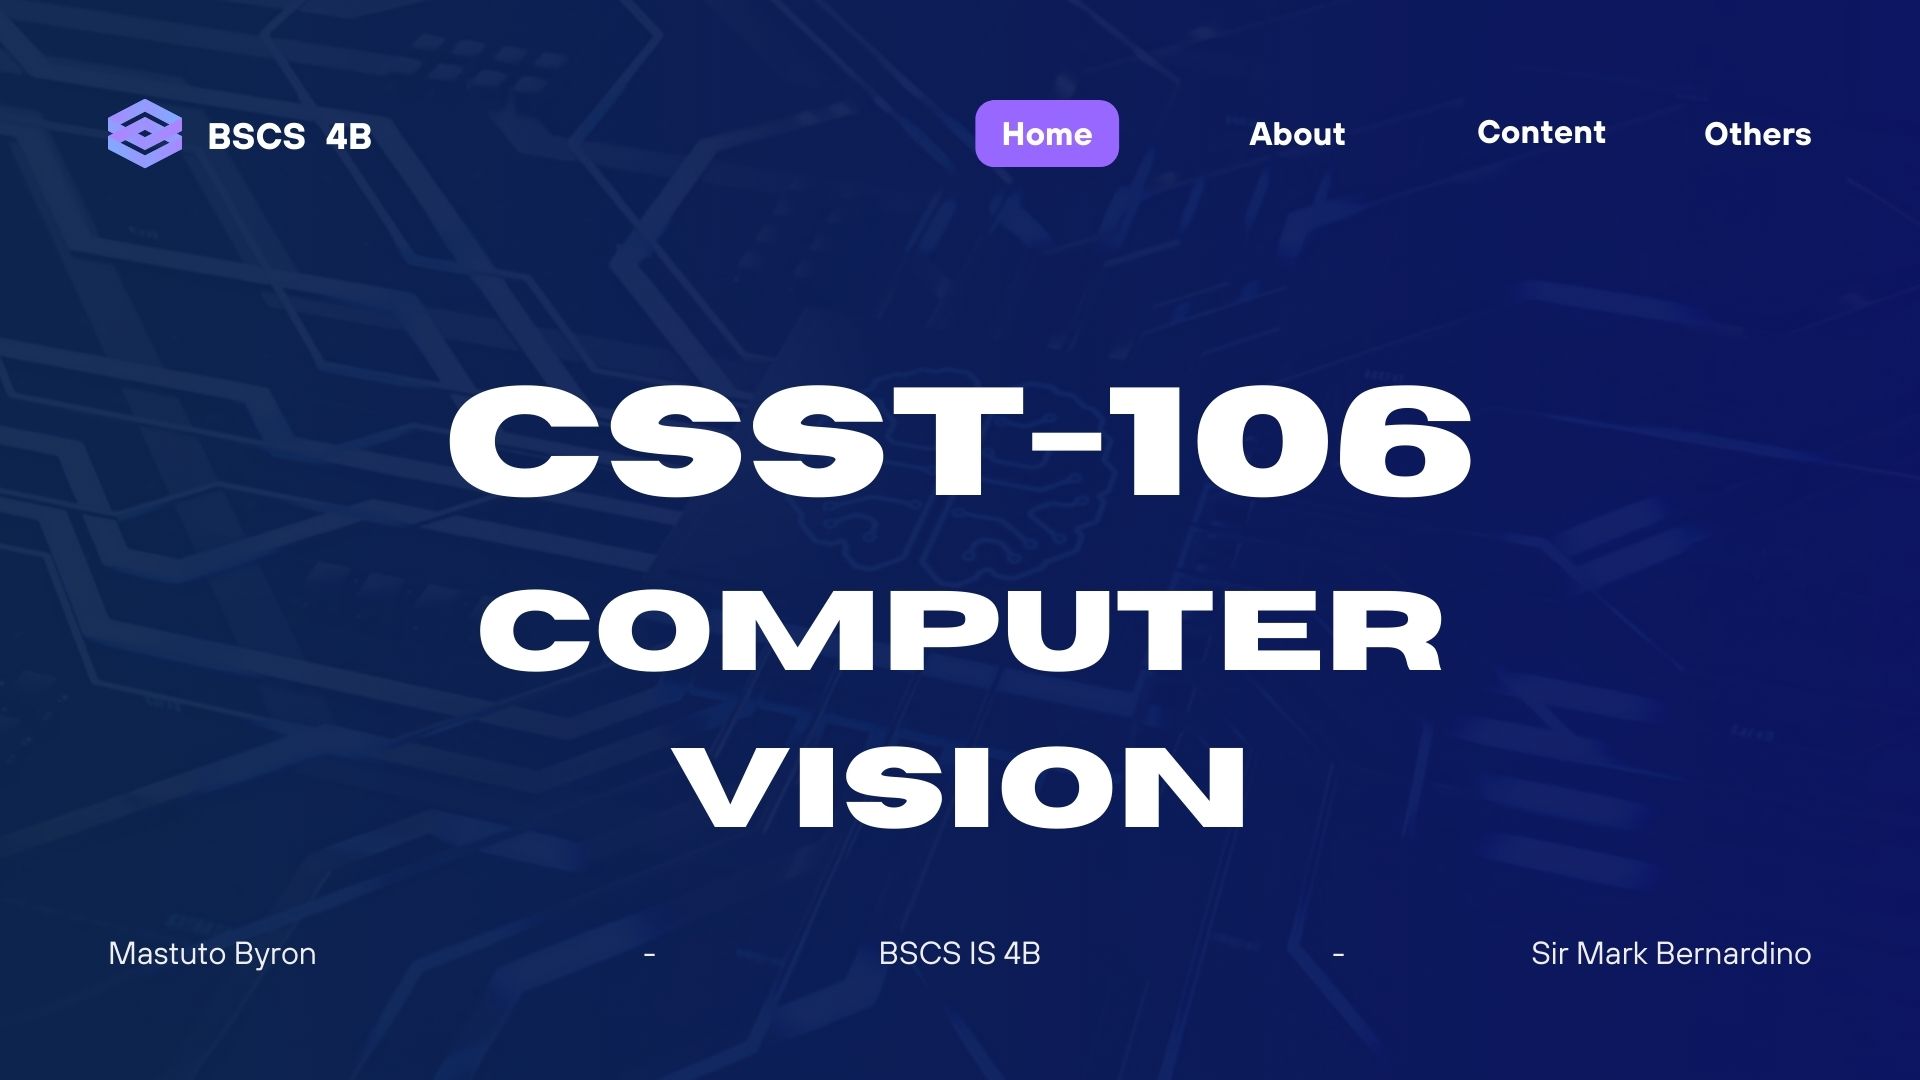 BSCS 4B
Home About Content Others
CSST-106
COMPUTER
VISION
Mastuto Byron - BSCS IS 4B - Sir Mark Bernardino